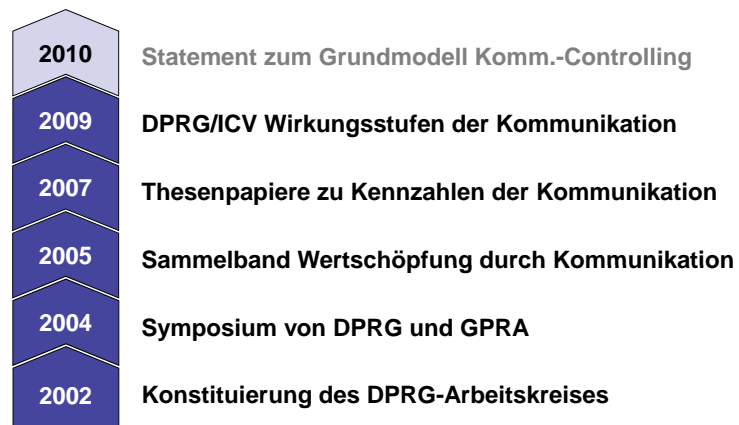 2010 Statement zum Grundmodell Komm.-Controlling
2009 DPRG/ICV Wirkungsstufen der Kommunikation
2007 Thesenpapiere zu Kennzahlen der Kommunikation
2005 Sammelband Wertschöpfung durch Kommunikation
2004 Symposium von DPRG und GPRA
2002 Konstituierung des DPRG-Arbeitskreises